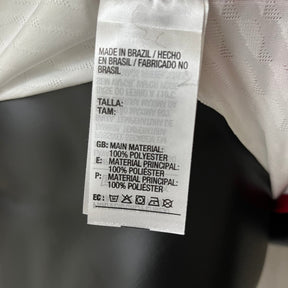 MADE IN BRAZIL / HECHO
EN BRASIL / FABRICADO NO
BRASIL
TALLA:
TAM:
GB: MAIN MATERIAL:
100% POLYESTER
E: MATERIAL PRINCIPAL:
100% POLIÉSTER
P: MATERIAL PRINCIPAL:
100% POLIÉSTER
EC: